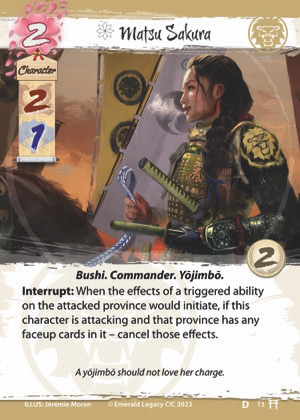 2
Matsu Sakura
Character
2
1
2
Bushi. Commander. Yōjimbō.
Interrupt: When the effects of a triggered ability
on the attacked province would initiate, if this
character is attacking and that province has any
faceup cards in it – cancel those effects.
A yōjimbō should not love her charge.
ILLUS: Jérémie Moran © Emerald Legacy CIC 2023 D 13